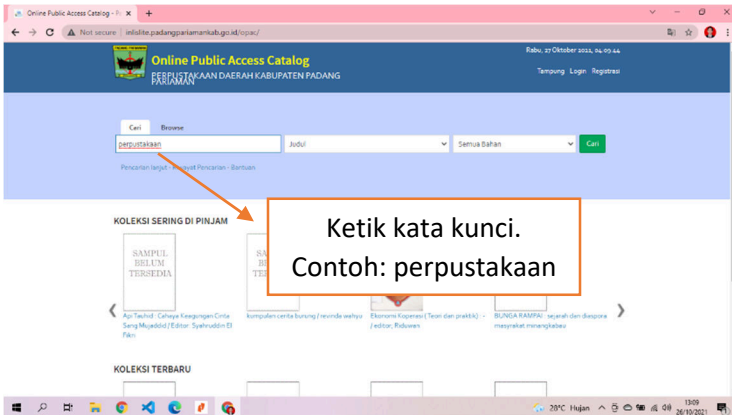 Online Public Access Catalog - Pe
Not secure | inlislite.padangpariamankab.go.id/opac/
Online Public Access Catalog
PERPUSTAKAAN DAERAH KABUPATEN PADANG
PARIAMAN
Rabu, 27 Oktober 2021, 04.09.44
Tampung Login Registrasi
Cari Browse
perpustakaan Judul Semua Bahan Cari
Pencarian lanjut - Riwayat Pencarian - Bantuan
Ketik kata kunci.
Contoh: perpustakaan
KOLEKSI SERING DI PINJAM
SAMPUL
BELUM
TERSEDIA
Api Tauhid : Cahaya Keagungan Cinta
Sang Mujaddid / Editor: Syahruddin El
Fikri
kumpulan cerita burung / rewinda wahyu
Ekonomi Koperasi ( Teori dan praktik) : -
/ editor, Riduwan
BUNGA RAMPAI : sejarah dan diaspora
masyarakat minangkabau
KOLEKSI TERBARU
28°C Hujan
13:09
26/10/2021